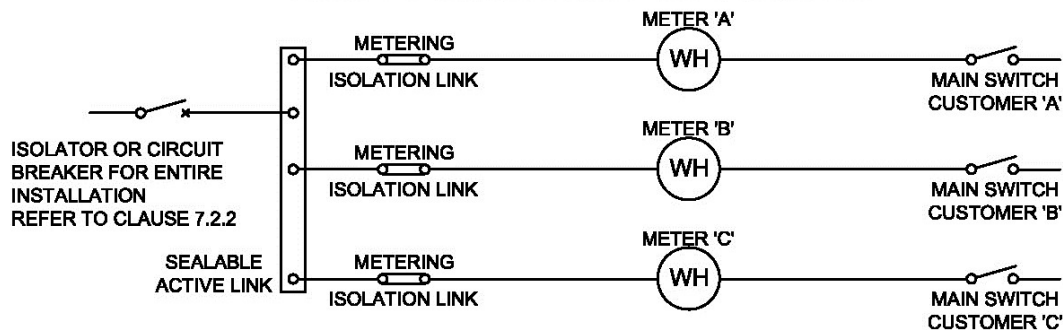 METERING
ISOLATION LINK
METER 'A'
WH
MAIN SWITCH
CUSTOMER 'A'
ISOLATOR OR CIRCUIT
BREAKER FOR ENTIRE
INSTALLATION
REFER TO CLAUSE 7.2.2
METERING
ISOLATION LINK
METER 'B'
WH
MAIN SWITCH
CUSTOMER 'B'
SEALABLE
ACTIVE LINK
METERING
ISOLATION LINK
METER 'C'
WH
MAIN SWITCH
CUSTOMER 'C'